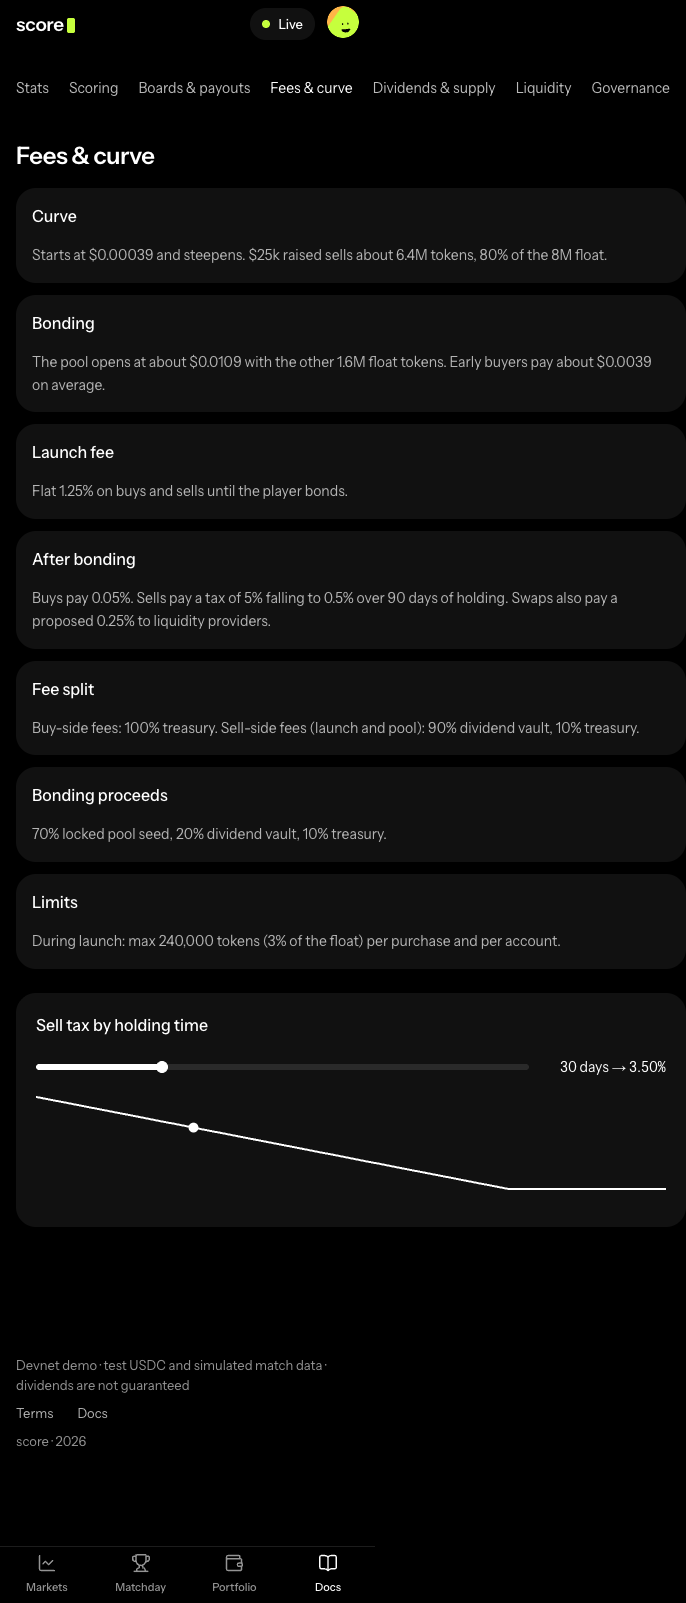 score
Live
Stats Scoring Boards & payouts Fees & curve Dividends & supply Liquidity Governance
Fees & curve
Curve
Starts at $0.00039 and steepens. $25k raised sells about 6.4M tokens, 80% of the 8M float.
Bonding
The pool opens at about $0.0109 with the other 1.6M float tokens. Early buyers pay about $0.0039
on average.
Launch fee
Flat 1.25% on buys and sells until the player bonds.
After bonding
Buys pay 0.05%. Sells pay a tax of 5% falling to 0.5% over 90 days of holding. Swaps also pay a
proposed 0.25% to liquidity providers.
Fee split
Buy-side fees: 100% treasury. Sell-side fees (launch and pool): 90% dividend vault, 10% treasury.
Bonding proceeds
70% locked pool seed, 20% dividend vault, 10% treasury.
Limits
During launch: max 240,000 tokens (3% of the float) per purchase and per account.
Sell tax by holding time
30 days → 3.50%
Devnet demo · test USDC and simulated match data ·
dividends are not guaranteed
Terms Docs
score · 2026
Markets Matchday Portfolio Docs